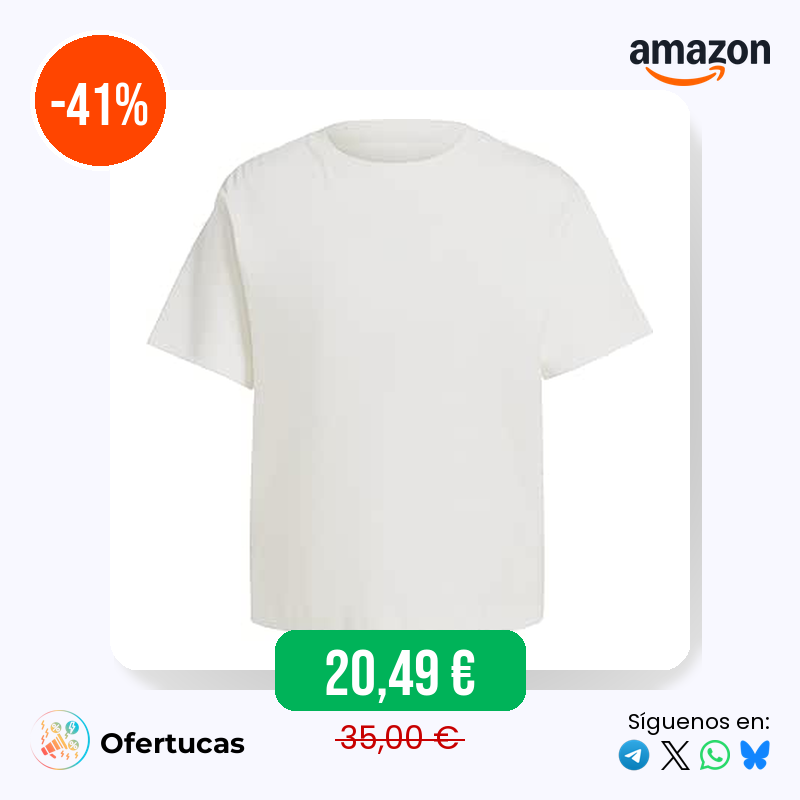 -41%
amazon
20,49 €
35,00 €
Ofertucas
Síguenos en: